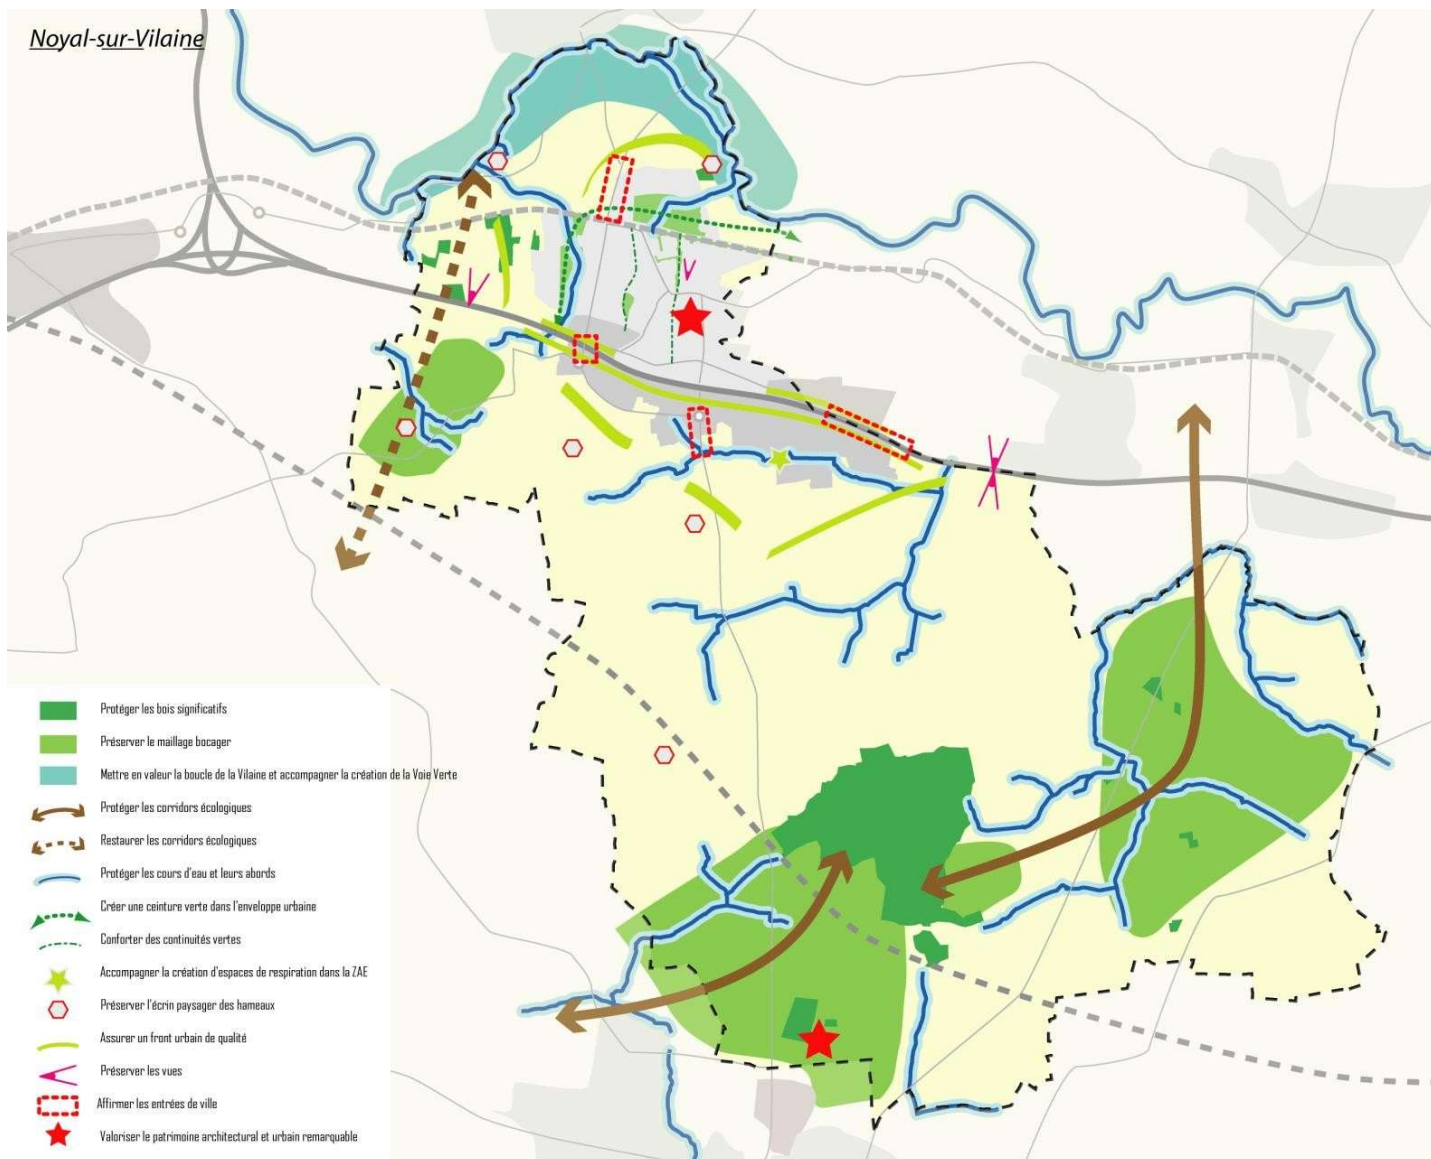 Noyal-sur-Vilaine
Protéger les bois significatifs
Préserver le maillage bocager
Mettre en valeur la boucle de la Vilaine et accompagner la création de la Voie Verte
Protéger les corridors écologiques
Restaurer les corridors écologiques
Protéger les cours d'eau et leurs abords
Créer une ceinture verte dans l'enveloppe urbaine
Conforter des continuités vertes
Accompagner la création d'espaces de respiration dans la ZAE
Préserver l'écrin paysager des hameaux
Assurer un front urbain de qualité
Préserver les vues
Affirmer les entrées de ville
Valoriser le patrimoine architectural et urbain remarquable